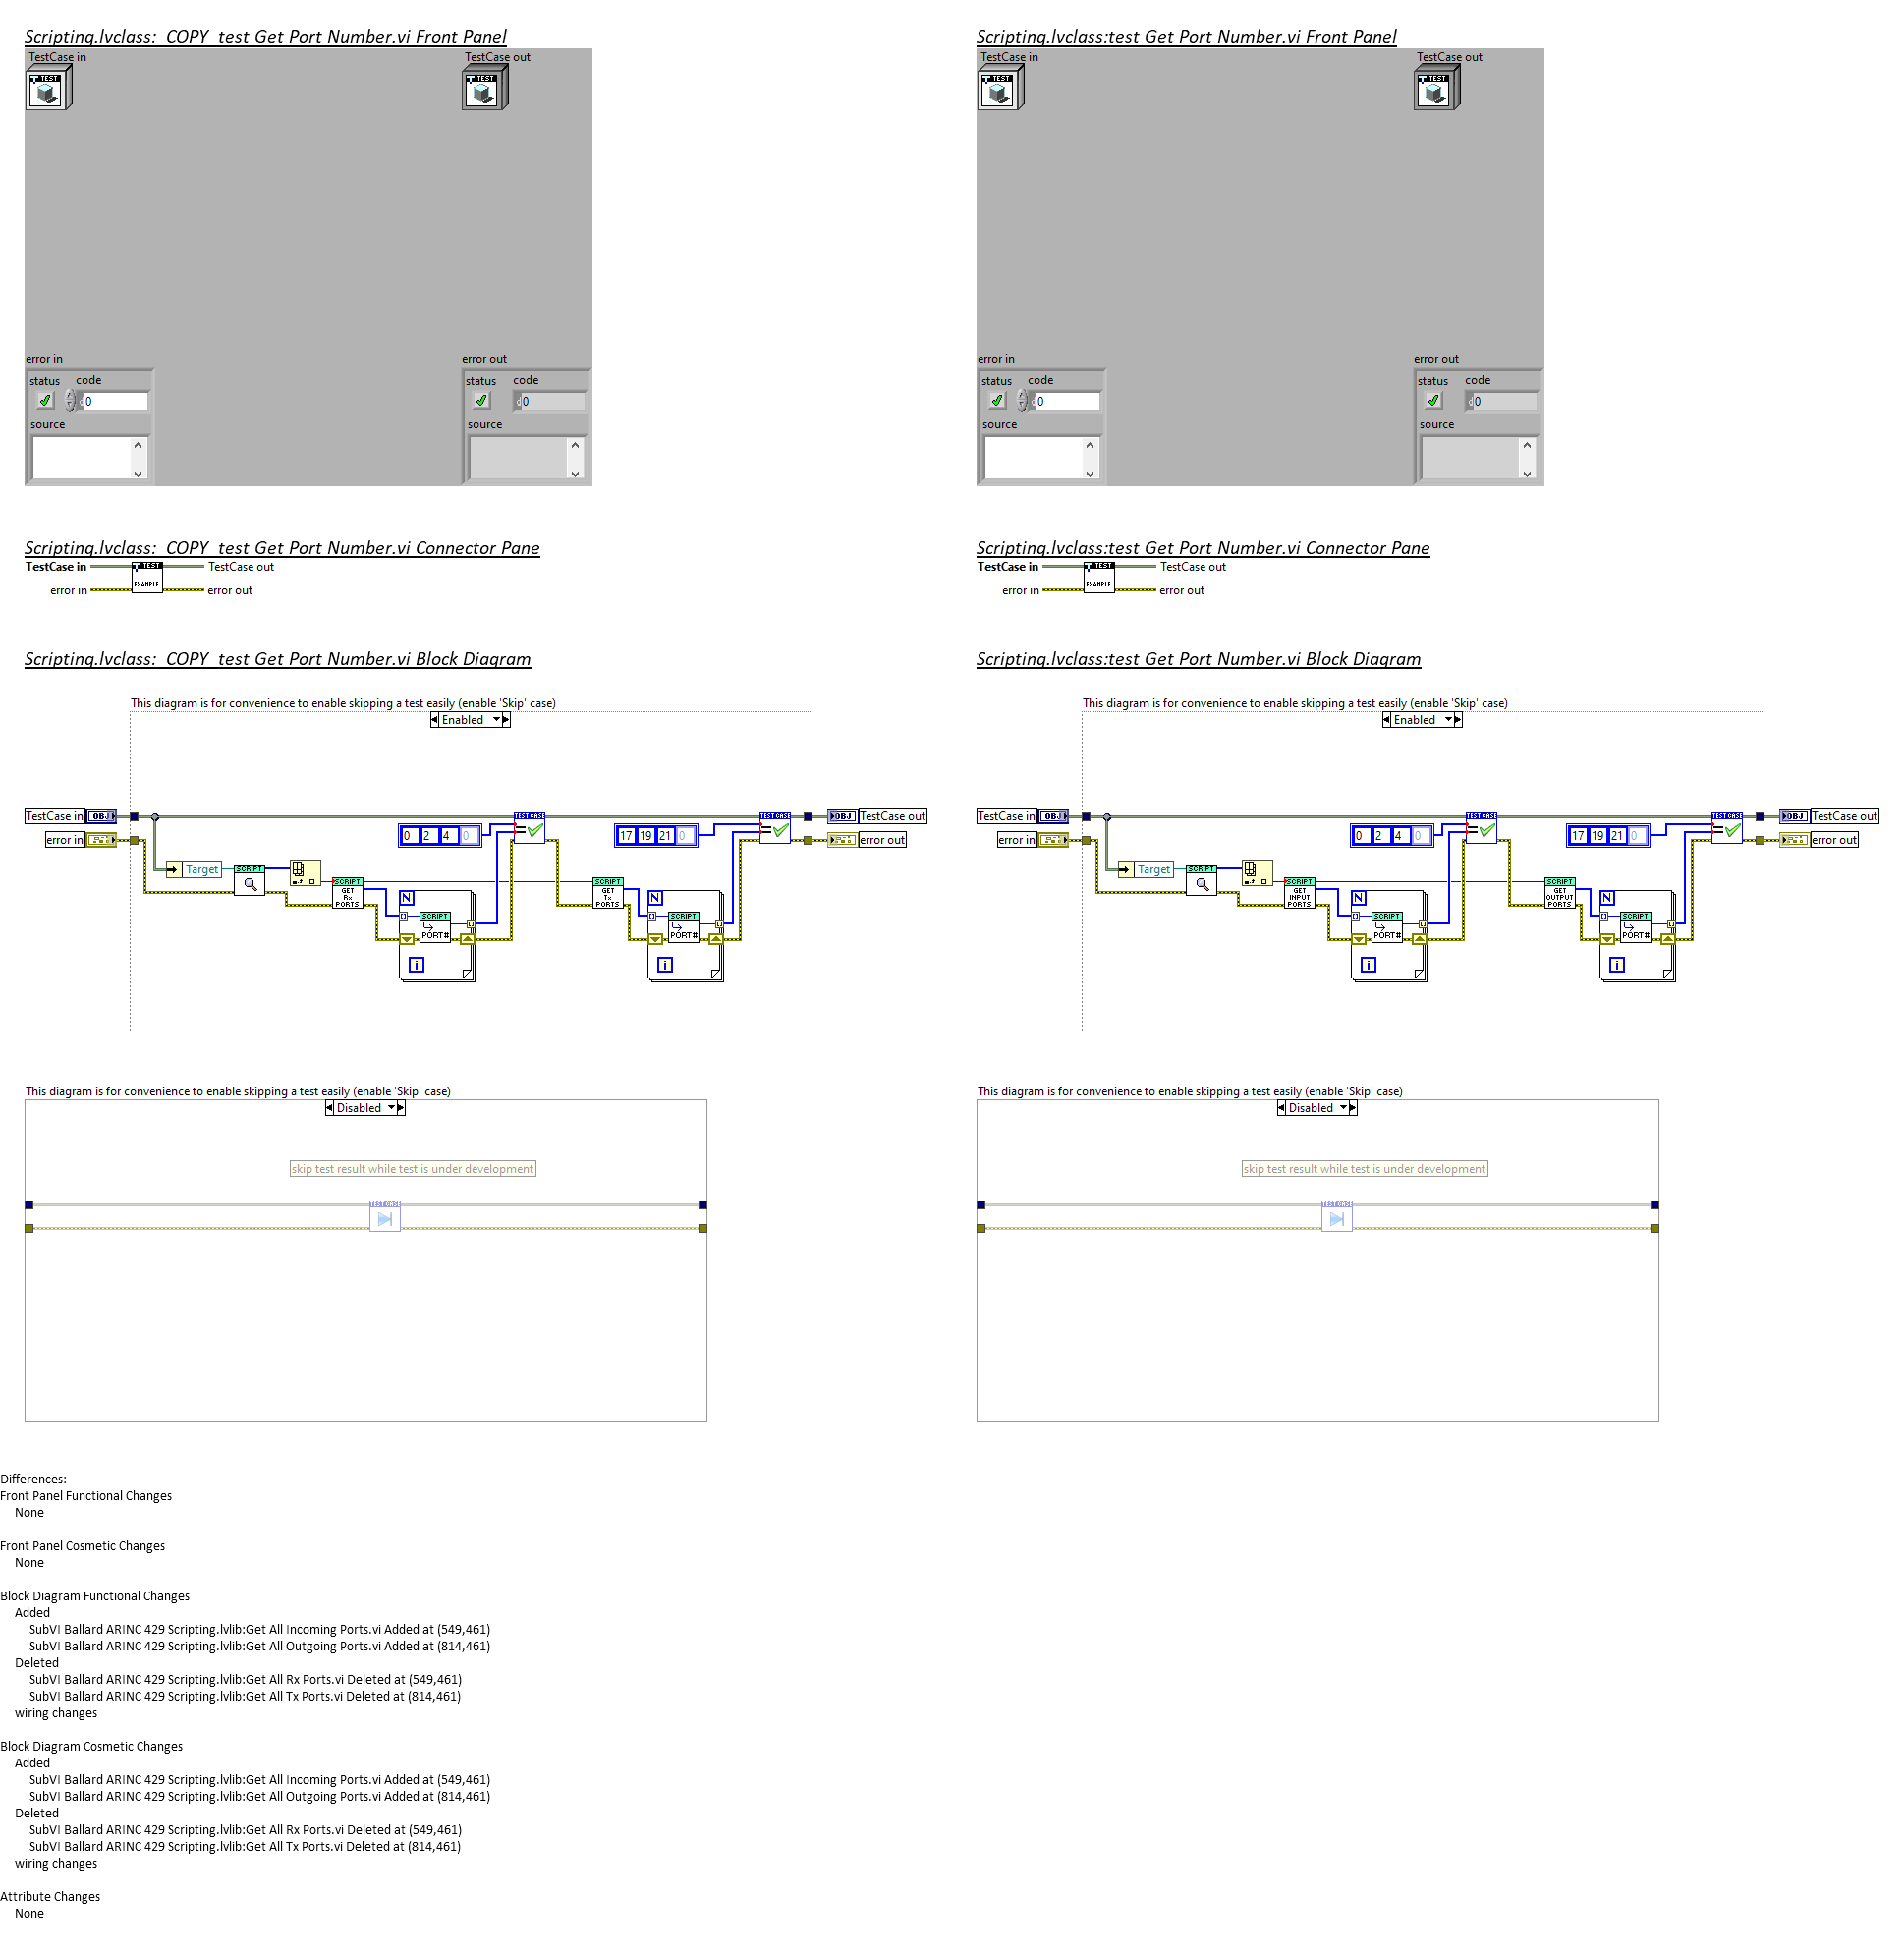 Scripting.lvclass:_COPY_test Get Port Number.vi Front Panel
TestCase in
TEST
TestCase out
TEST
error in
status
code
0
source
error out
status
code
0
source
Scripting.lvclass:_COPY_test Get Port Number.vi Connector Pane
TestCase in
TEST
EXAMPLE
TestCase out
error in
error out
Scripting.lvclass:_COPY_test Get Port Number.vi Block Diagram
This diagram is for convenience to enable skipping a test easily (enable 'Skip' case)
Enabled
TestCase in
OBJ
error in
Target
SCRIPT
SCRIPT
GET
Rx
PORTS
0 2 4 0
N
SCRIPT
PORT#
i
TESTCASE
=
17 19 21 0
SCRIPT
GET
Tx
PORTS
N
SCRIPT
PORT#
i
TESTCASE
=
OBJ
TestCase out
error out
This diagram is for convenience to enable skipping a test easily (enable 'Skip' case)
Disabled
skip test result while test is under development
TESTCASE
Scripting.lvclass:test Get Port Number.vi Front Panel
TestCase in
TEST
TestCase out
TEST
error in
status
code
0
source
error out
status
code
0
source
Scripting.lvclass:test Get Port Number.vi Connector Pane
TestCase in
TEST
EXAMPLE
TestCase out
error in
error out
Scripting.lvclass:test Get Port Number.vi Block Diagram
This diagram is for convenience to enable skipping a test easily (enable 'Skip' case)
Enabled
TestCase in
OBJ
error in
Target
SCRIPT
SCRIPT
GET
INPUT
PORTS
0 2 4 0
N
SCRIPT
PORT#
i
TESTCASE
=
17 19 21 0
SCRIPT
GET
OUTPUT
PORTS
N
SCRIPT
PORT#
i
TESTCASE
=
OBJ
TestCase out
error out
This diagram is for convenience to enable skipping a test easily (enable 'Skip' case)
Disabled
skip test result while test is under development
TESTCASE
Differences:
Front Panel Functional Changes
None
Front Panel Cosmetic Changes
None
Block Diagram Functional Changes
Added
SubVI Ballard ARINC 429 Scripting.lvlib:Get All Incoming Ports.vi Added at (549,461)
SubVI Ballard ARINC 429 Scripting.lvlib:Get All Outgoing Ports.vi Added at (814,461)
Deleted
SubVI Ballard ARINC 429 Scripting.lvlib:Get All Rx Ports.vi Deleted at (549,461)
SubVI Ballard ARINC 429 Scripting.lvlib:Get All Tx Ports.vi Deleted at (814,461)
wiring changes
Block Diagram Cosmetic Changes
Added
SubVI Ballard ARINC 429 Scripting.lvlib:Get All Incoming Ports.vi Added at (549,461)
SubVI Ballard ARINC 429 Scripting.lvlib:Get All Outgoing Ports.vi Added at (814,461)
Deleted
SubVI Ballard ARINC 429 Scripting.lvlib:Get All Rx Ports.vi Deleted at (549,461)
SubVI Ballard ARINC 429 Scripting.lvlib:Get All Tx Ports.vi Deleted at (814,461)
wiring changes
Attribute Changes
None